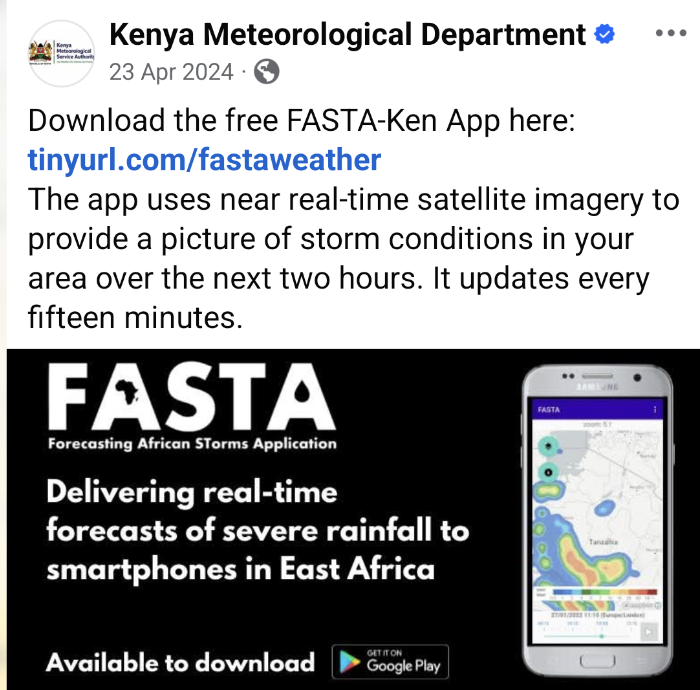 Kenya Meteorological Department
23 Apr 2024 ·
Download the free FASTA-Ken App here:
tinyurl.com/fastaweather
The app uses near real-time satellite imagery to
provide a picture of storm conditions in your
area over the next two hours. It updates every
fifteen minutes.
FASTA
Forecasting African STorms Application
Delivering real-time
forecasts of severe rainfall to
smartphones in East Africa
Available to download
GET IT ON
Google Play
Kenya
Meteorological
Service Authority
SAMSUNG
FASTA
zoom: 5.1
Tanzania
27/01/2022 11:10 (Europe/London)